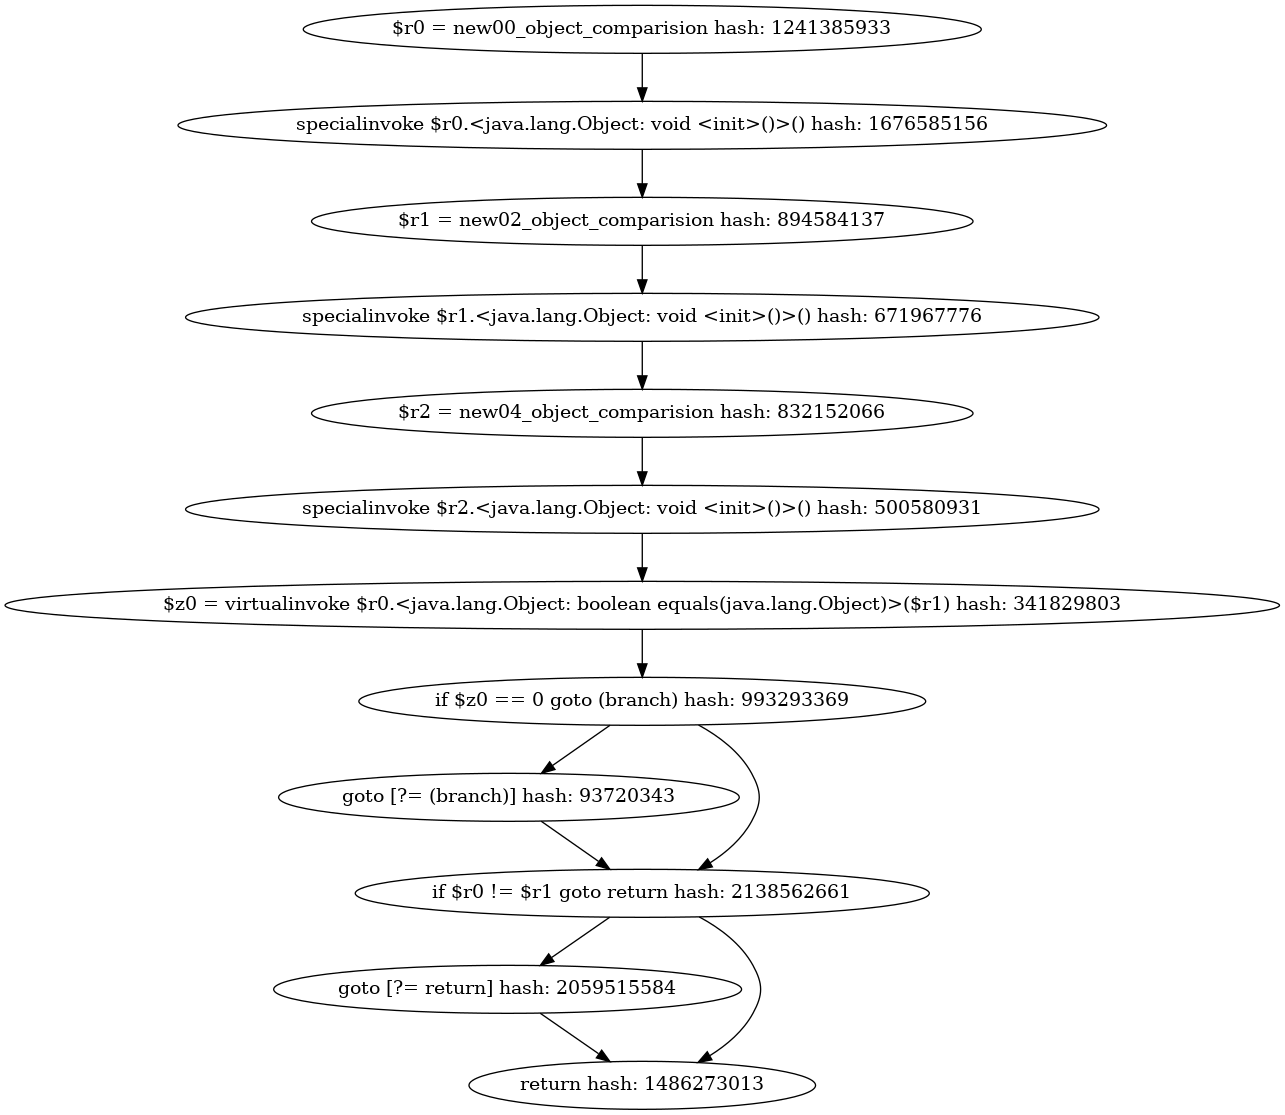 $r0 = new00_object_comparision hash: 1241385933
specialinvoke $r0.<java.lang.Object: void <init>()>() hash: 1676585156
$r1 = new02_object_comparision hash: 894584137
specialinvoke $r1.<java.lang.Object: void <init>()>() hash: 671967776
$r2 = new04_object_comparision hash: 832152066
specialinvoke $r2.<java.lang.Object: void <init>()>() hash: 500580931
$z0 = virtualinvoke $r0.<java.lang.Object: boolean equals(java.lang.Object)>($r1) hash: 341829803
if $z0 == 0 goto (branch) hash: 993293369
goto [?= (branch)] hash: 93720343
if $r0 != $r1 goto return hash: 2138562661
goto [?= return] hash: 2059515584
return hash: 1486273013